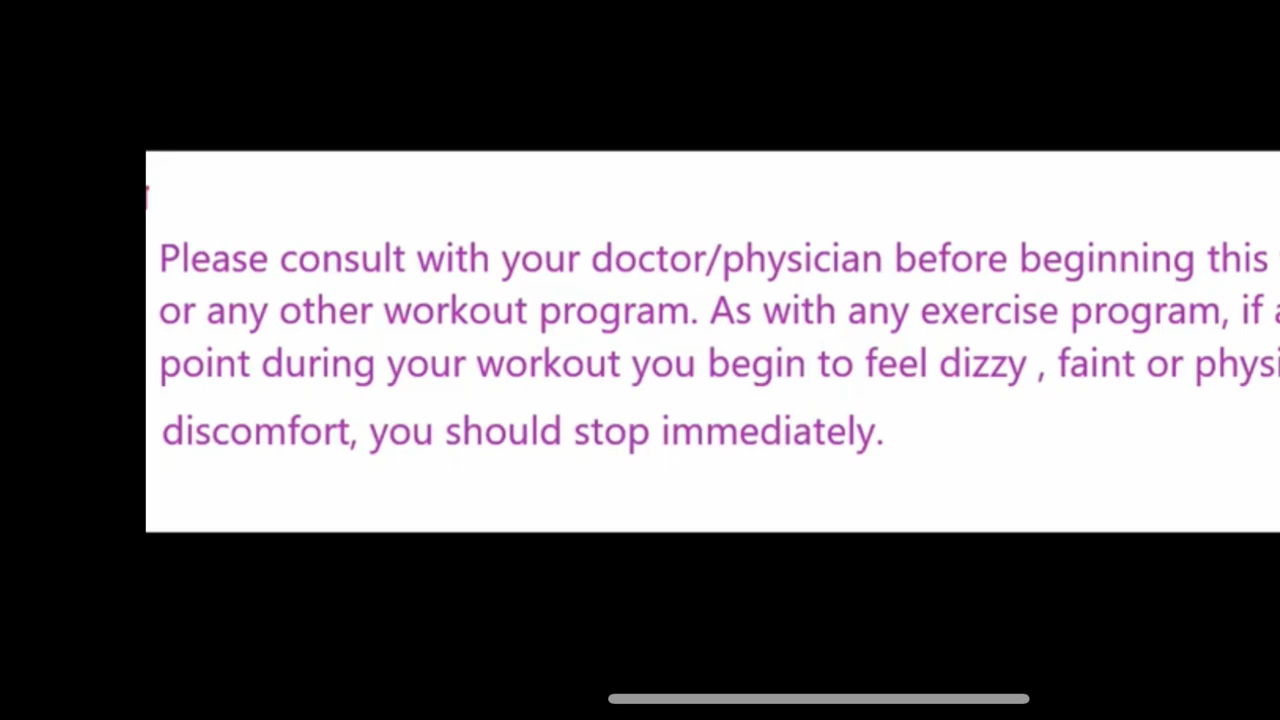 Please consult with your doctor/physician before beginning this
or any other workout program. As with any exercise program, if
point during your workout you begin to feel dizzy , faint or
discomfort, you should stop immediately.